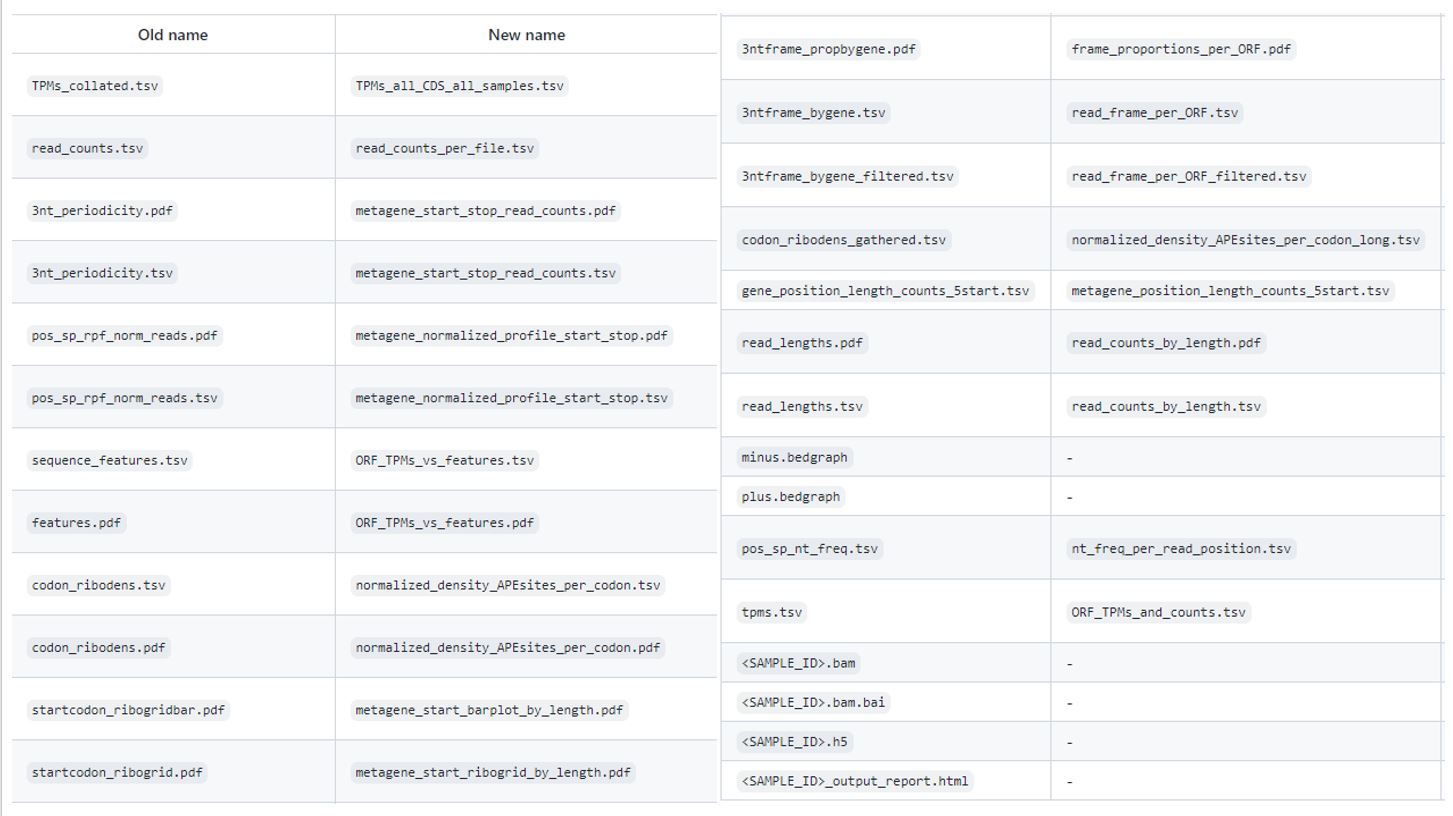 Old name New name
TPMs_collated.tsv TPMs_all_CDS_all_samples.tsv
read_counts.tsv read_counts_per_file.tsv
3nt_periodicity.pdf metagene_start_stop_read_counts.pdf
3nt_periodicity.tsv metagene_start_stop_read_counts.tsv
pos_sp_rpf_norm_reads.pdf metagene_normalized_profile_start_stop.pdf
pos_sp_rpf_norm_reads.tsv metagene_normalized_profile_start_stop.tsv
sequence_features.tsv ORF_TPMs_vs_features.tsv
features.pdf ORF_TPMs_vs_features.pdf
codon_ribodens.tsv normalized_density_APEsites_per_codon.tsv
codon_ribodens.pdf normalized_density_APEsites_per_codon.pdf
startcodon_ribogridbar.pdf metagene_start_barplot_by_length.pdf
startcodon_ribogrid.pdf metagene_start_ribogrid_by_length.pdf
3ntframe_propbygene.pdf frame_proportions_per_ORF.pdf
3ntframe_bygene.tsv read_frame_per_ORF.tsv
3ntframe_bygene_filtered.tsv read_frame_per_ORF_filtered.tsv
codon_ribodens_gathered.tsv normalized_density_APEsites_per_codon_long.tsv
gene_position_length_counts_5start.tsv metagene_position_length_counts_5start.tsv
read_lengths.pdf read_counts_by_length.pdf
read_lengths.tsv read_counts_by_length.tsv
minus.bedgraph -
plus.bedgraph -
pos_sp_nt_freq.tsv nt_freq_per_read_position.tsv
tpms.tsv ORF_TPMs_and_counts.tsv
<SAMPLE_ID>.bam -
<SAMPLE_ID>.bam.bai -
<SAMPLE_ID>.h5 -
<SAMPLE_ID>_output_report.html -